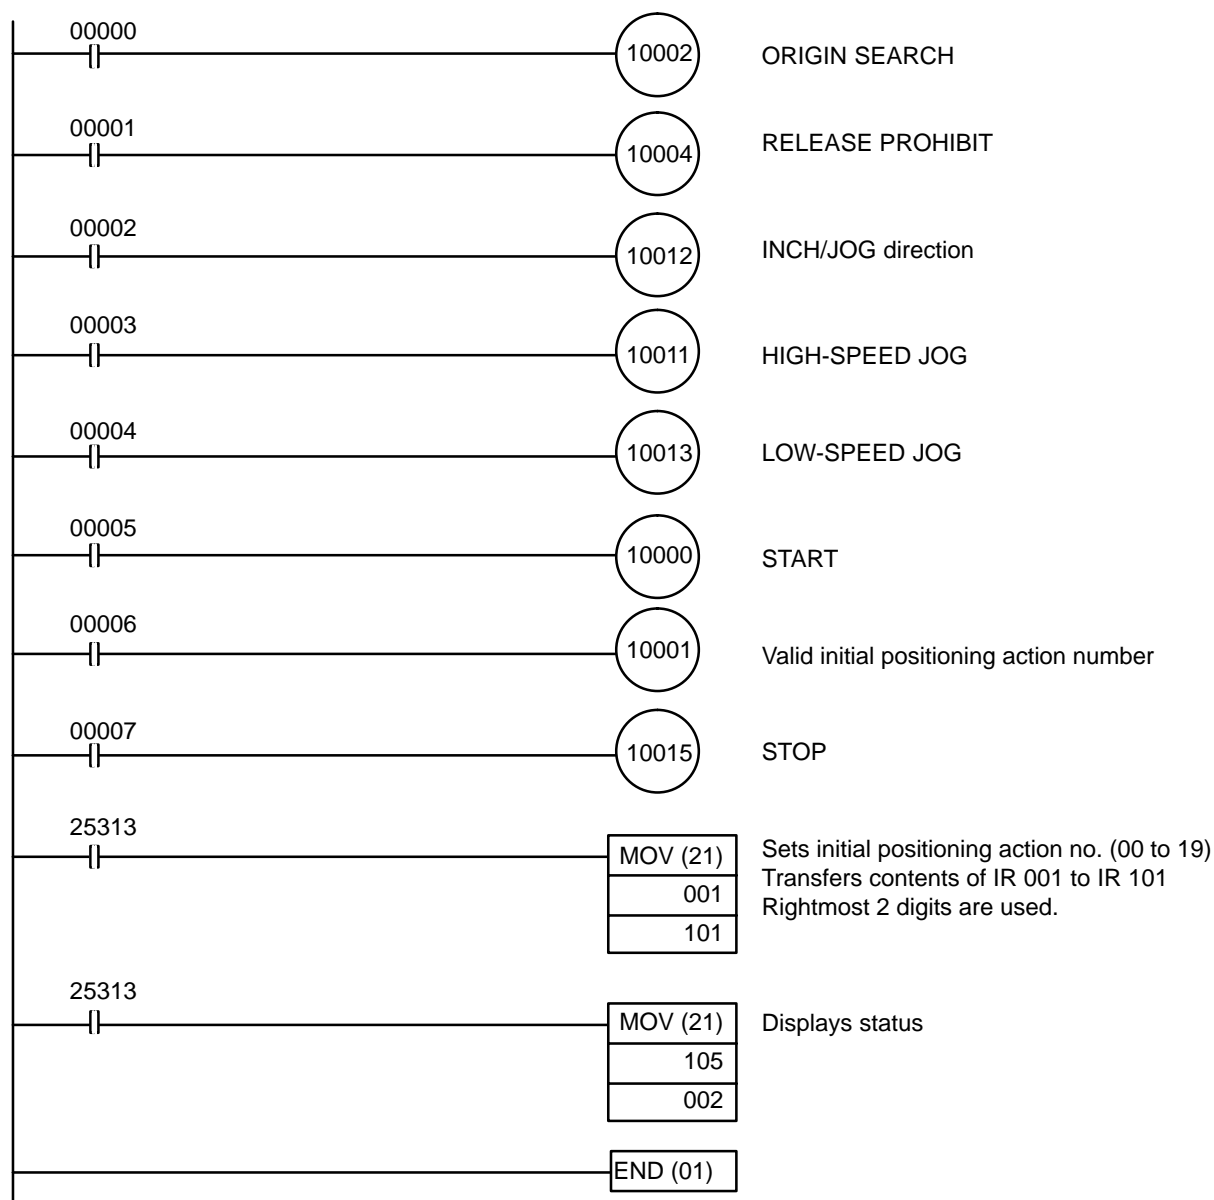 00000
10002 ORIGIN SEARCH
00001
10004 RELEASE PROHIBIT
00002
10012 INCH/JOG direction
00003
10011 HIGH-SPEED JOG
00004
10013 LOW-SPEED JOG
00005
10000 START
00006
10001 Valid initial positioning action number
00007
10015 STOP
25313
MOV (21) Sets initial positioning action no. (00 to 19)
Transfers contents of IR 001 to IR 101
001 Rightmost 2 digits are used.
101
25313
MOV (21) Displays status
105
002
END (01)